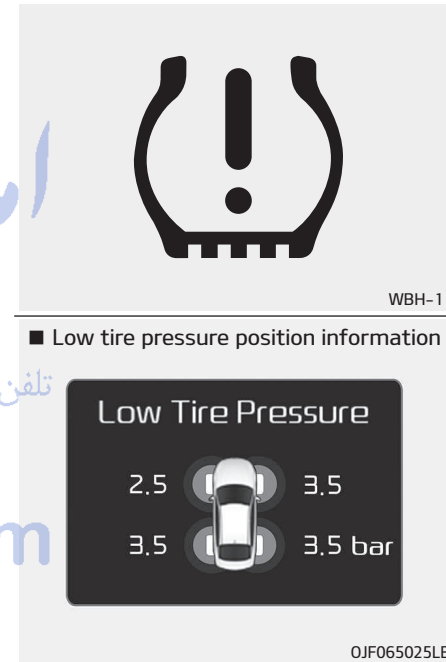 WBH-1
■ Low tire pressure position information
تلفن
Low Tire Pressure
2.5 3.5
3.5 3.5 bar
m
OJF065025LE